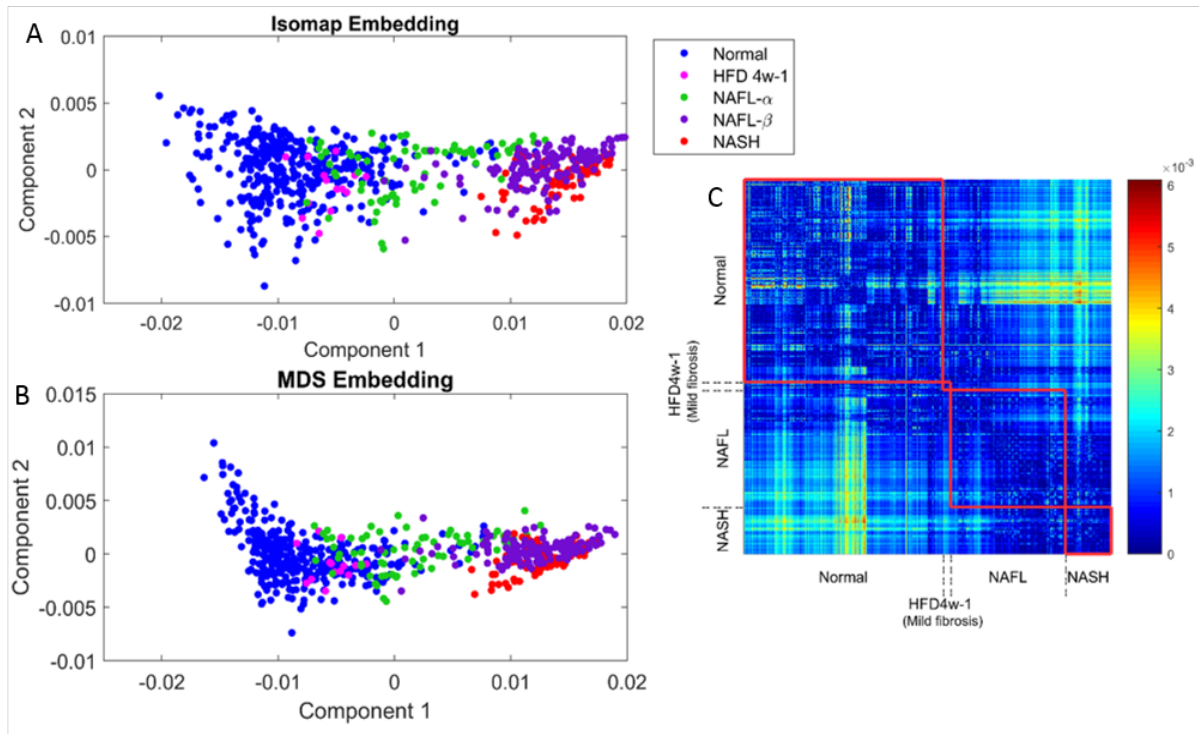 A
Isomap Embedding
0.01
0.005
0
-0.005
-0.01
Component 2
-0.02
-0.01
0
0.01
0.02
Component 1
Normal
HFD 4w-1
NAFL-α
NAFL-β
NASH
B
MDS Embedding
0.015
0.01
0.005
0
-0.005
-0.01
Component 2
-0.02
-0.01
0
0.01
0.02
Component 1
C
Normal
HFD4w-1
(Mild fibrosis)
NAFL
NASH
Normal
NAFL
NASH
HFD4w-1
(Mild fibrosis)
×10⁻³
6
5
4
3
2
1
0